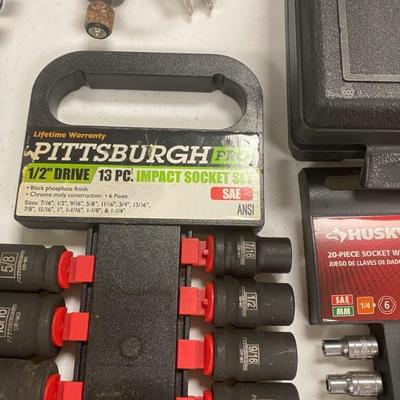 Lifetime Warranty
PITTSBURGH PRO
1/2" DRIVE 13 PC. IMPACT SOCKET SET
• Black phosphate finish
• Chrome moly construction • 6 Point
SAE
Sizes: 7/16", 1/2", 9/16", 5/8", 11/16", 3/4", 13/16",
7/8", 15/16", 1", 1-1/16", 1-1/8", & 1-1/4"
ANSI
HUSKY
20-PIECE SOCKET
JUEGO DE LLAVES DE DADO
SAE
MM
1/4
6
5/8
PITTSBURGH
CR-MO
7/16
1/2
9/16